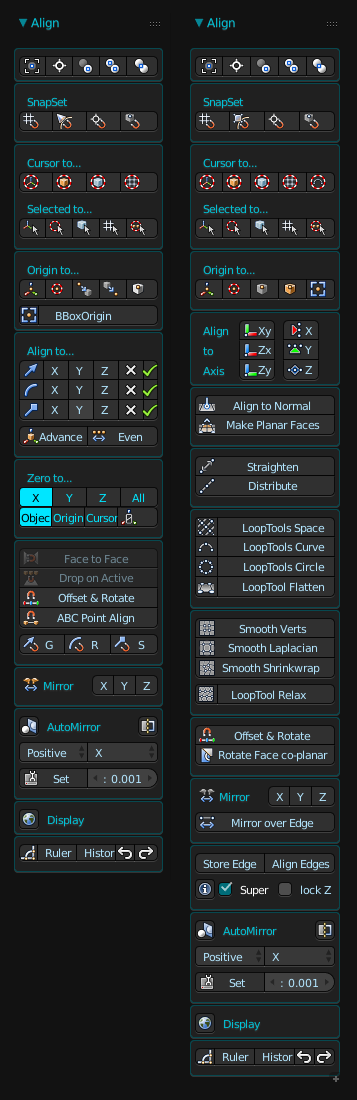 Align
SnapSet
Cursor to...
Selected to...
Origin to...
BBoxOrigin
Align to...
X Y Z
X Y Z
X Y Z
Advance Even
Zero to...
X Y Z All
Objec Origin Cursor
Face to Face
Drop on Active
Offset & Rotate
ABC Point Align
G R S
Mirror X Y Z
AutoMirror
Positive X
Set : 0.001
Display
Ruler Histor
Align
SnapSet
Cursor to...
Selected to...
Origin to...
Align Xy X
to Zx Y
Axis Zy Z
Align to Normal
Make Planar Faces
Straighten
Distribute
LoopTools Space
LoopTools Curve
LoopTools Circle
LoopTool Flatten
Smooth Verts
Smooth Laplacian
Smooth Shrinkwrap
LoopTool Relax
Offset & Rotate
Rotate Face co-planar
Mirror X Y Z
Mirror over Edge
Store Edge Align Edges
Super lock Z
AutoMirror
Positive X
Set : 0.001
Display
Ruler Histor